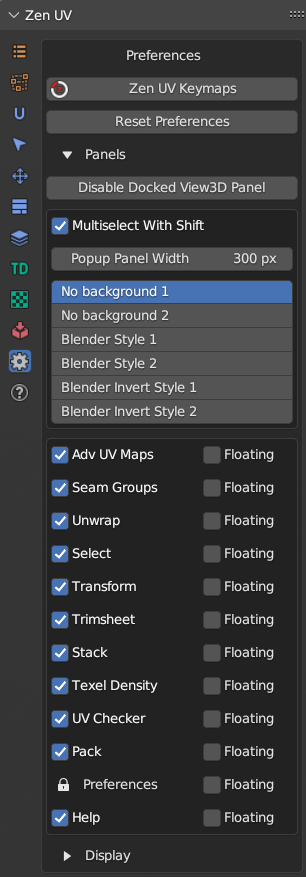 Zen UV
Preferences
Zen UV Keymaps
Reset Preferences
Panels
Disable Docked View3D Panel
Multiselect With Shift
Popup Panel Width 300 px
No background 1
No background 2
Blender Style 1
Blender Style 2
Blender Invert Style 1
Blender Invert Style 2
Adv UV Maps Floating
Seam Groups Floating
Unwrap Floating
Select Floating
Transform Floating
Trimsheet Floating
Stack Floating
TD
Texel Density Floating
UV Checker Floating
Pack Floating
Preferences Floating
Help Floating
Display